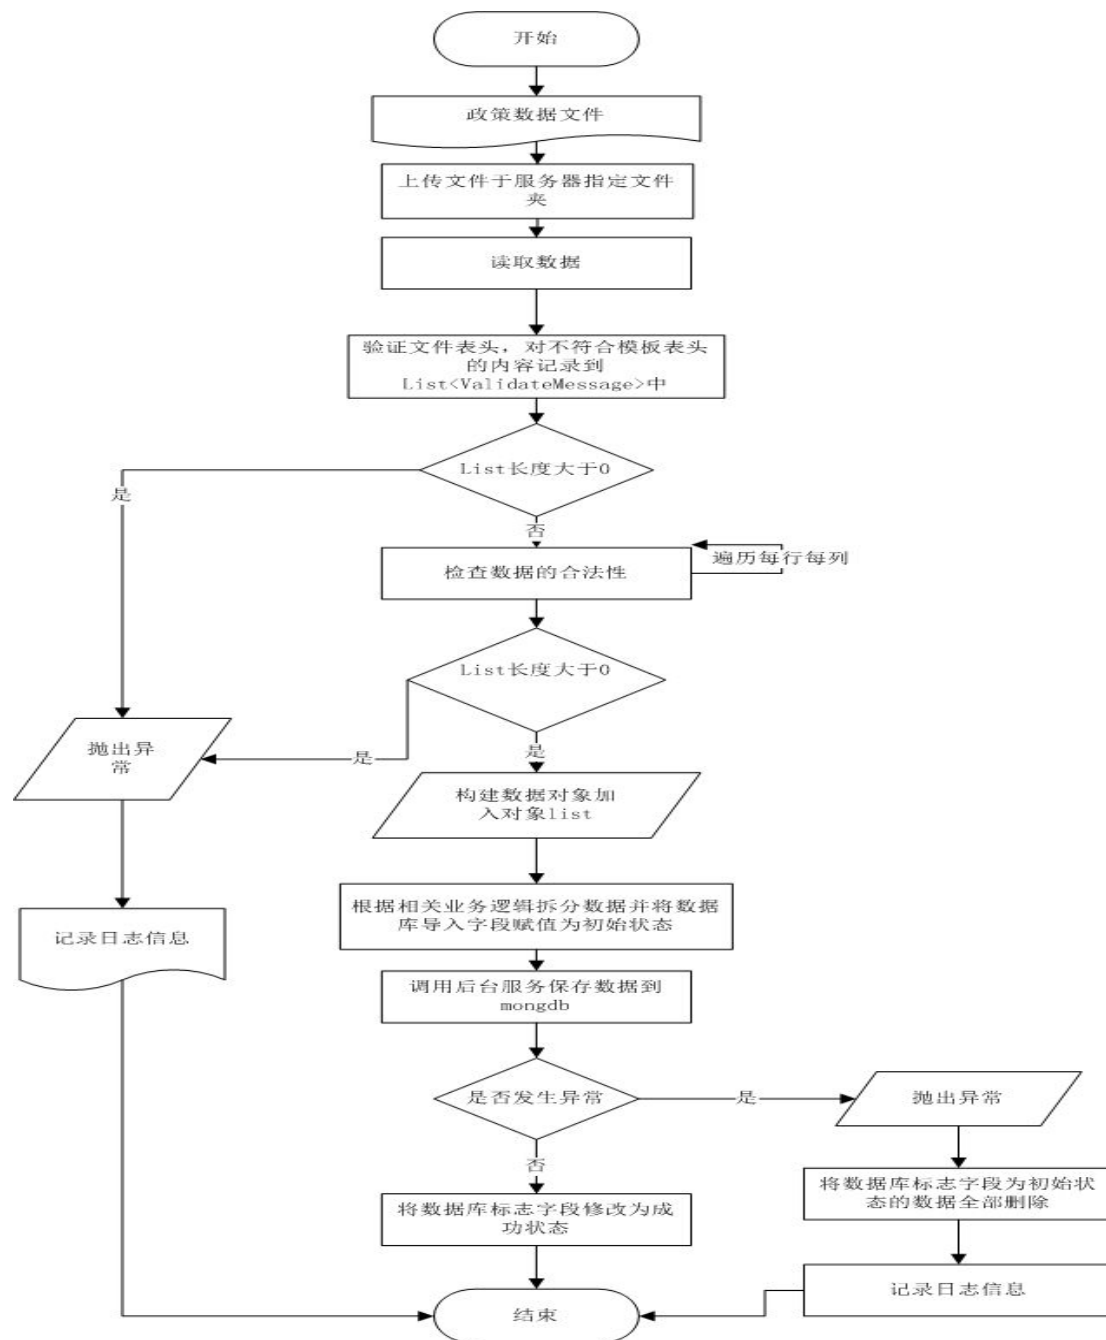 开始
政策数据文件
上传文件于服务器指定文件
夹
读取数据
验证文件表头，对不符合模板表头
的内容记录到
List<ValidateMessage>中
List长度大于0
是
否
检查数据的合法性
遍历每行每列
List长度大于0
抛出异
常
是
是
构建数据对象加
入对象list
根据相关业务逻辑拆分数据并将数据
库导入字段赋值为初始状态
记录日志信息
调用后台服务保存数据到
mongdb
是否发生异常
是
抛出异常
否
将数据库标志字段为初始状
态的数据全部删除
将数据库标志字段修改为成
功状态
记录日志信息
结束